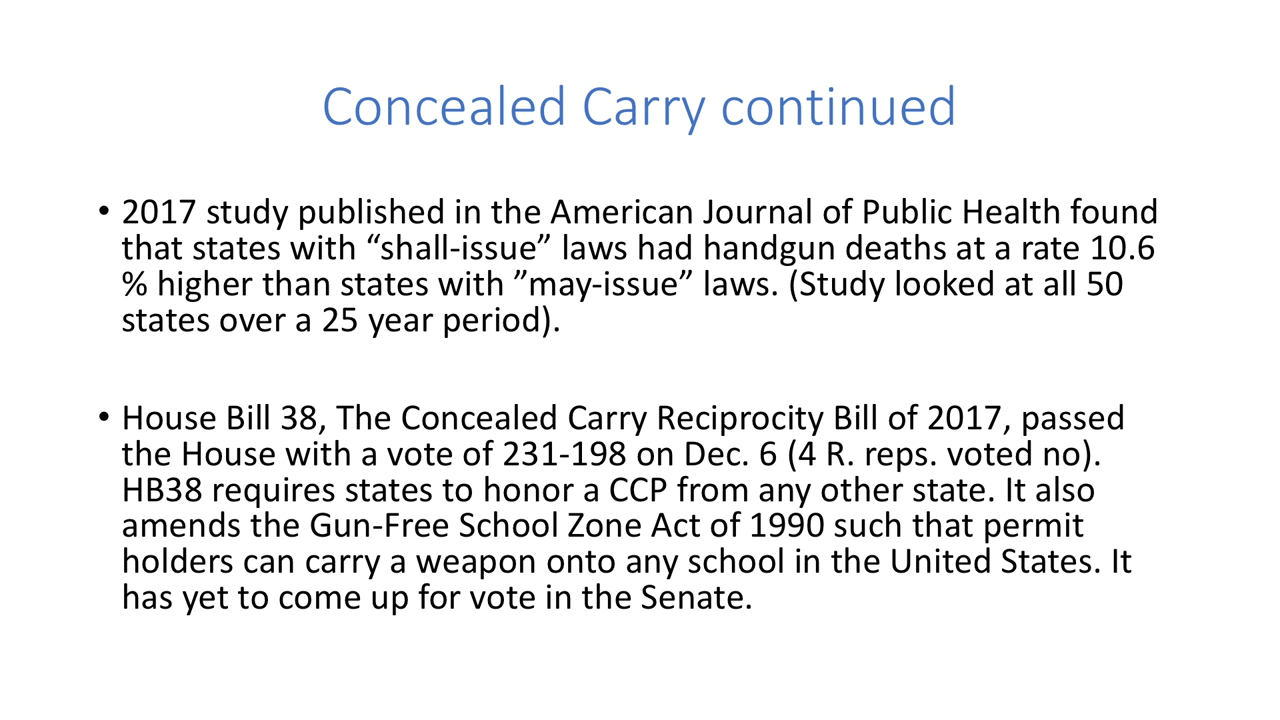 Concealed Carry continued
• 2017 study published in the American Journal of Public Health found
that states with “shall-issue” laws had handgun deaths at a rate 10.6
% higher than states with ”may-issue” laws. (Study looked at all 50
states over a 25 year period).
• House Bill 38, The Concealed Carry Reciprocity Bill of 2017, passed
the House with a vote of 231-198 on Dec. 6 (4 R. reps. voted no).
HB38 requires states to honor a CCP from any other state. It also
amends the Gun-Free School Zone Act of 1990 such that permit
holders can carry a weapon onto any school in the United States. It
has yet to come up for vote in the Senate.